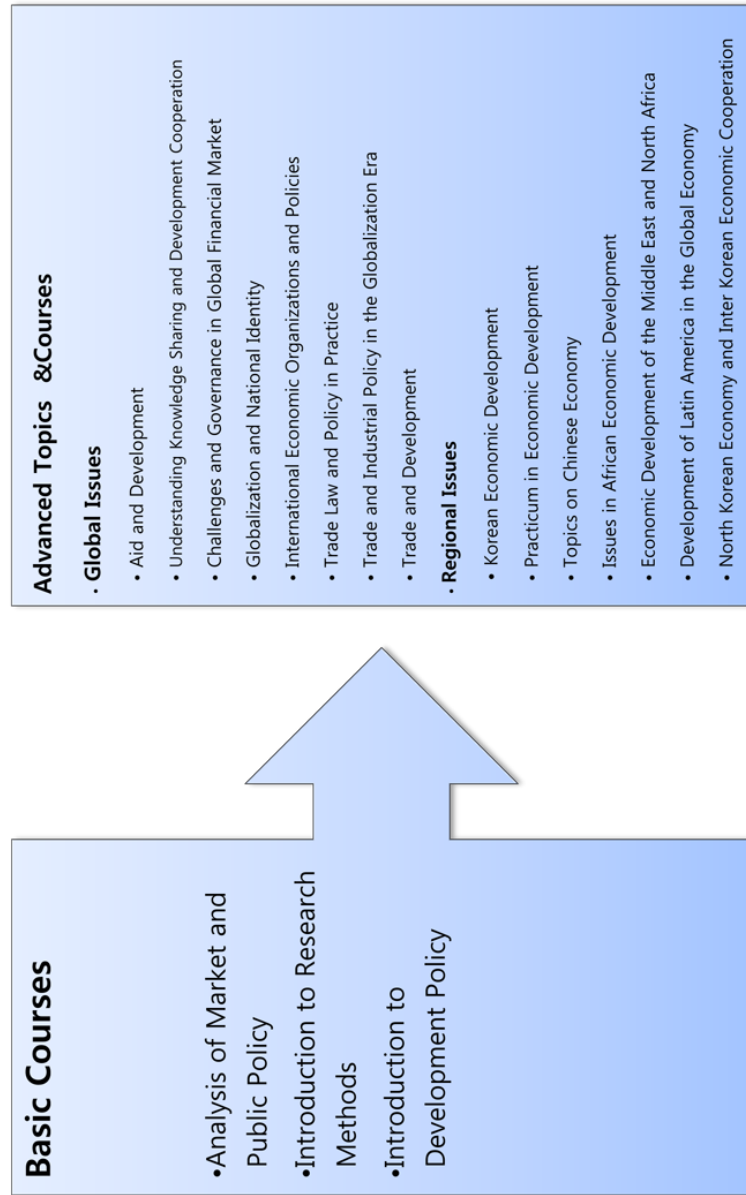 Basic Courses
•Analysis of Market and
Public Policy
•Introduction to Research
Methods
•Introduction to
Development Policy
Advanced Topics &Courses
· Global Issues
• Aid and Development
• Understanding Knowledge Sharing and Development Cooperation
• Challenges and Governance in Global Financial Market
• Globalization and National Identity
• International Economic Organizations and Policies
• Trade Law and Policy in Practice
• Trade and Industrial Policy in the Globalization Era
• Trade and Development
· Regional Issues
• Korean Economic Development
• Practicum in Economic Development
• Topics on Chinese Economy
• Issues in African Economic Development
• Economic Development of the Middle East and North Africa
• Development of Latin America in the Global Economy
• North Korean Economy and Inter Korean Economic Cooperation